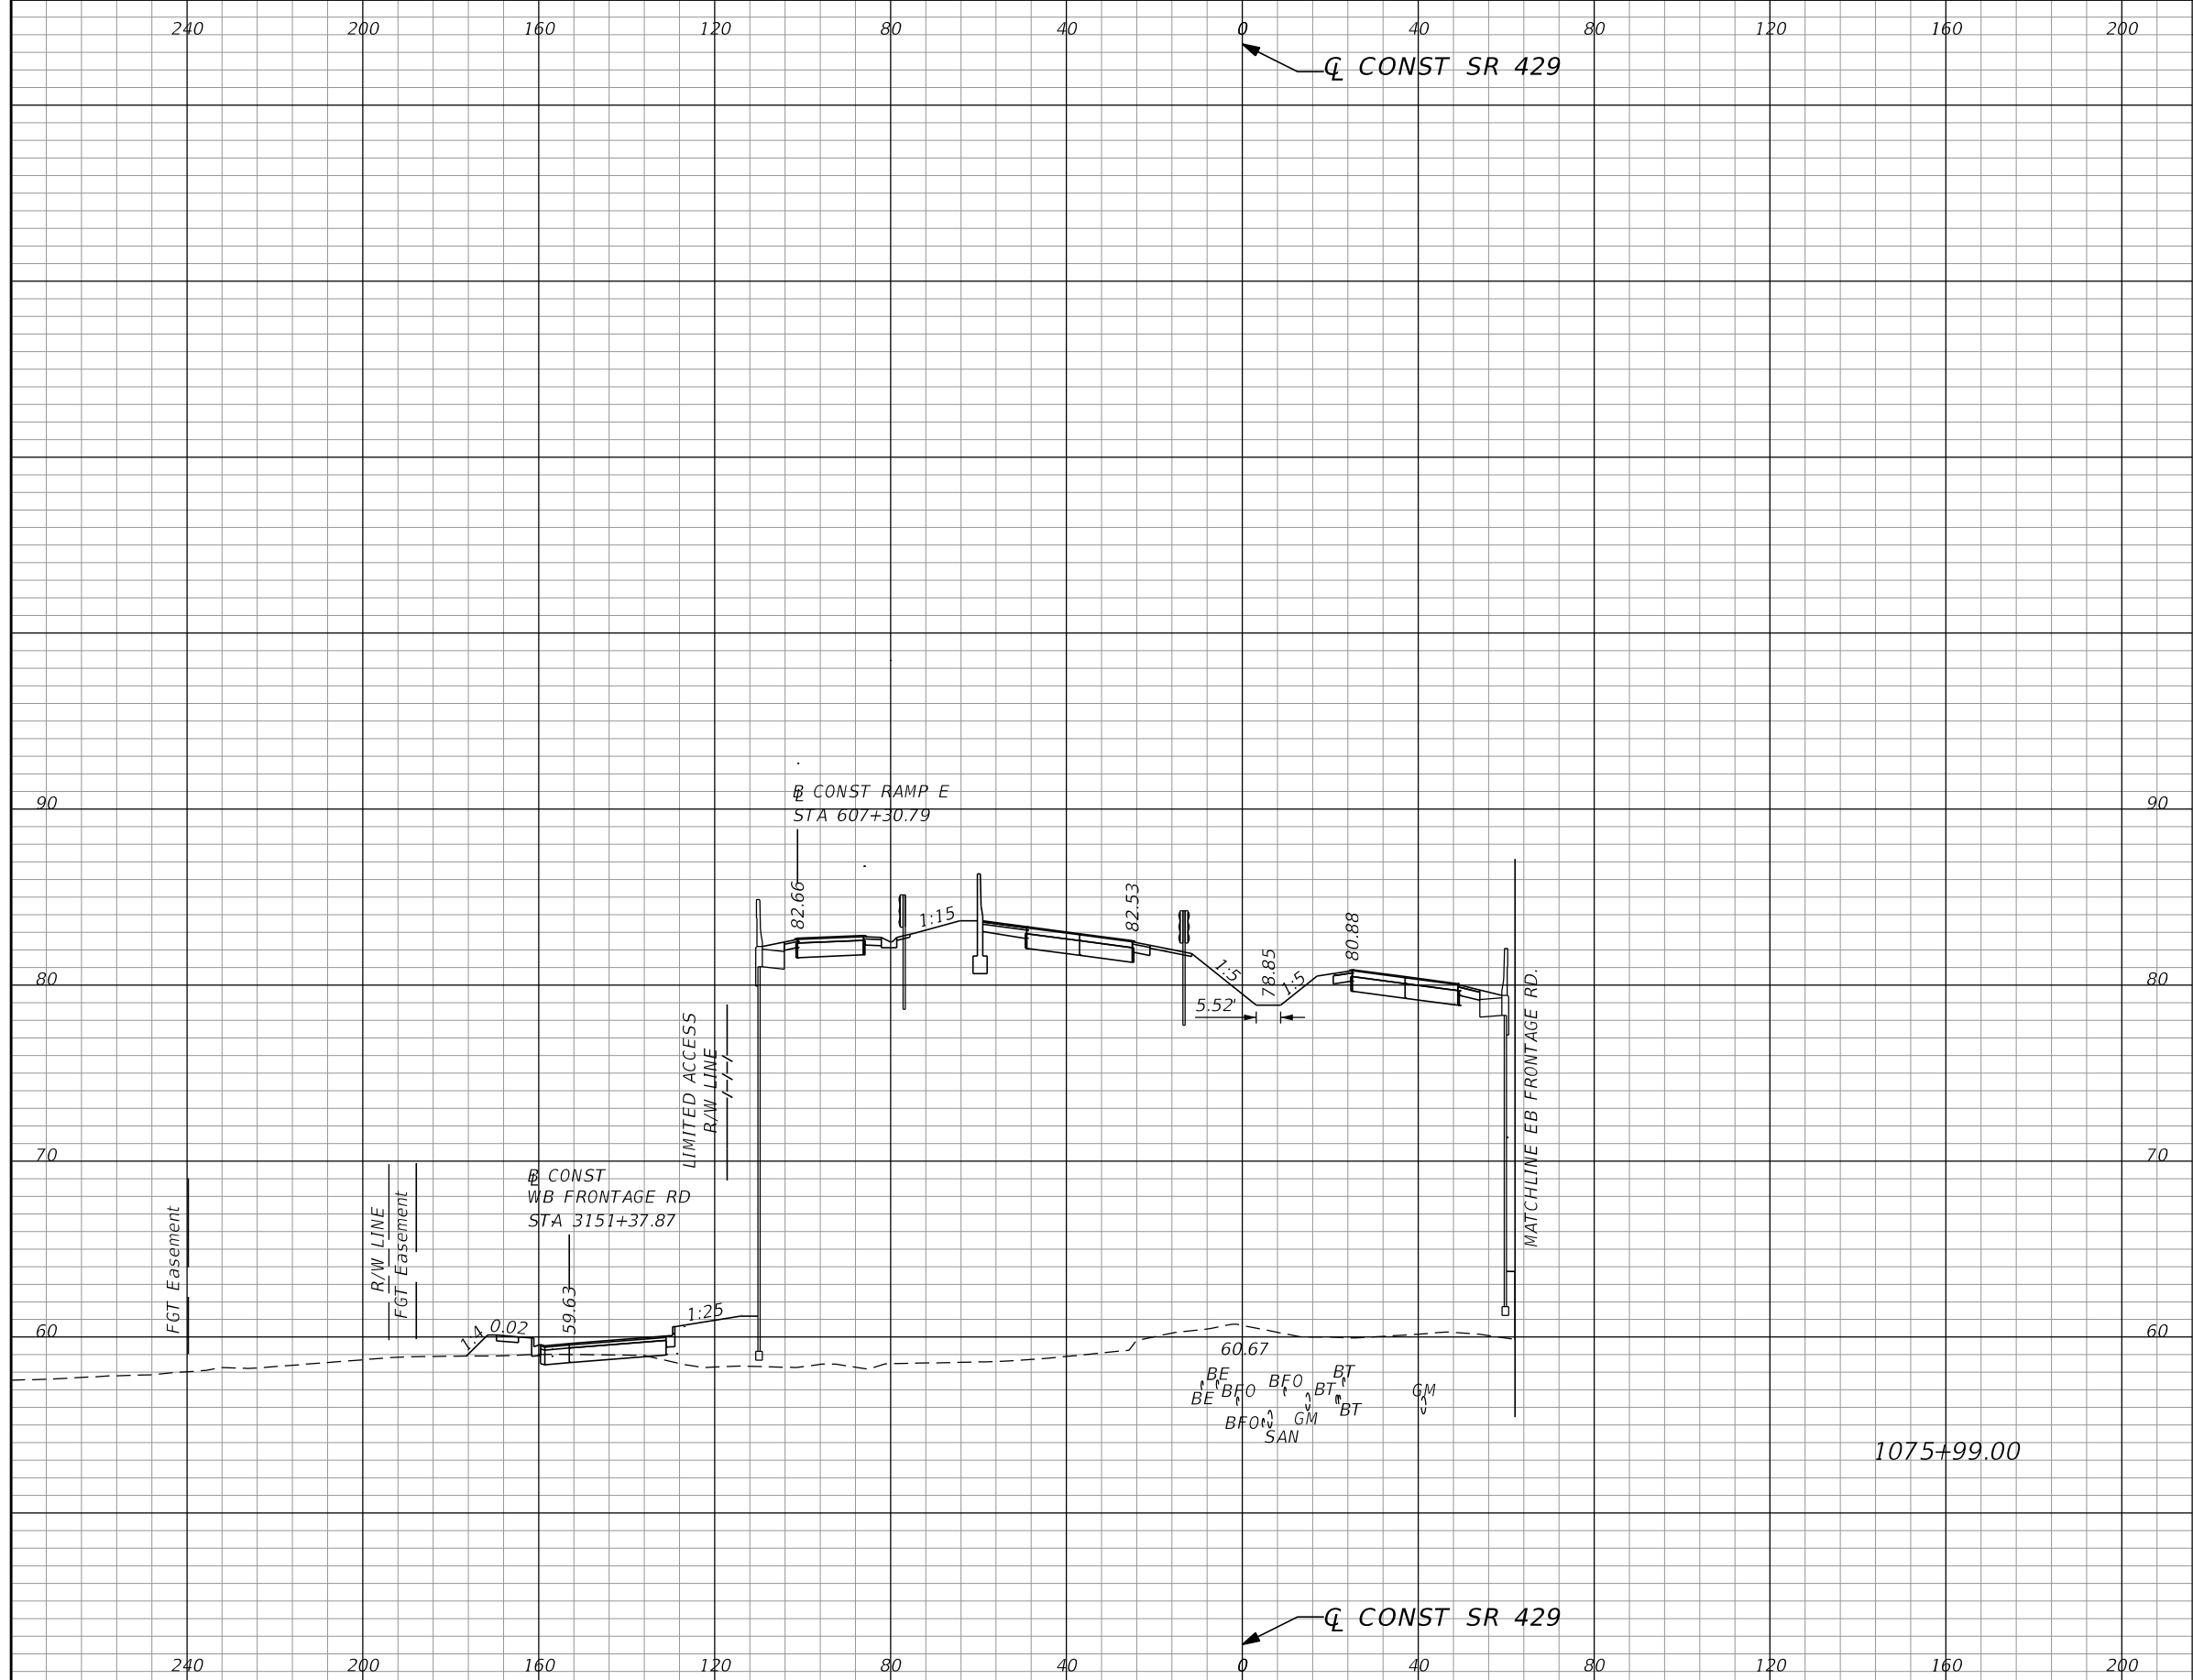 240 200 160 120 80 40 0 40 80 120 160 200
℄ CONST SR 429
90 90
℄ CONST RAMP E
STA 607+30.79
82.66
1:15
82.53
80.88
80 80
1:5
78.85
1:5
5.52'
LIMITED ACCESS
R/W LINE
MATCHLINE EB FRONTAGE RD.
70 70
FGT Easement
R/W LINE
FGT Easement
℄ CONST
WB FRONTAGE RD
STA 3151+37.87
59.63
60 60
1:4
0.02
1:25
60.67
BE
BE
BFO
BFO
BFO
SAN
GM
BT
BT
BT
GM
1075+99.00
℄ CONST SR 429
240 200 160 120 80 40 0 40 80 120 160 200